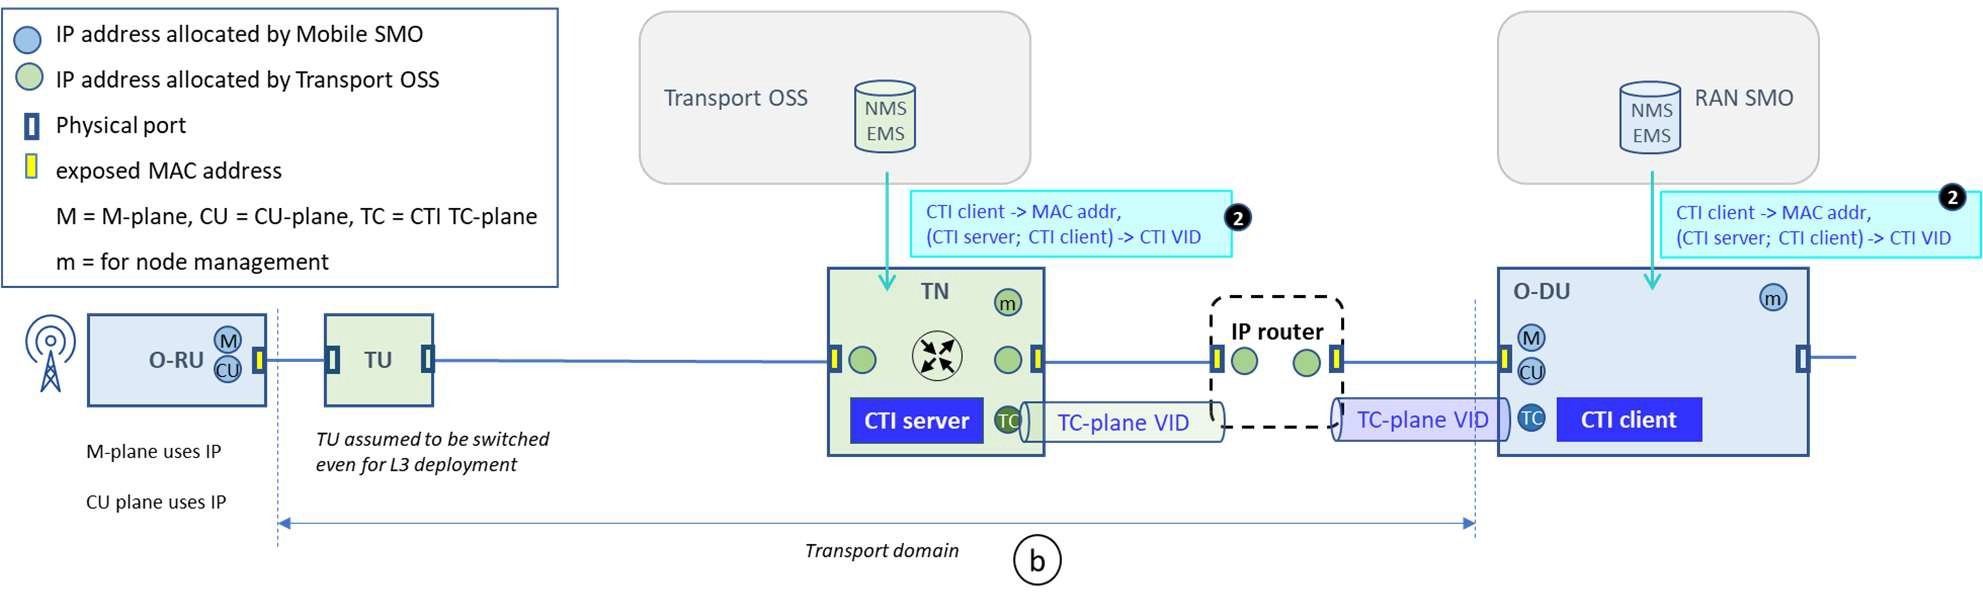 IP address allocated by Mobile SMO
IP address allocated by Transport OSS
Physical port
exposed MAC address
M = M-plane, CU = CU-plane, TC = CTI TC-plane
m = for node management
Transport OSS
NMS
EMS
NMS
EMS
RAN SMO
CTI client -> MAC addr,
(CTI server; CTI client) -> CTI VID
2
CTI client -> MAC addr,
(CTI server; CTI client) -> CTI VID
2
O-RU
M
CU
TU
TN
m
CTI server
TC
TC-plane VID
IP router
TC-plane VID
O-DU
m
M
CU
TC
CTI client
M-plane uses IP
CU plane uses IP
TU assumed to be switched
even for L3 deployment
Transport domain
b